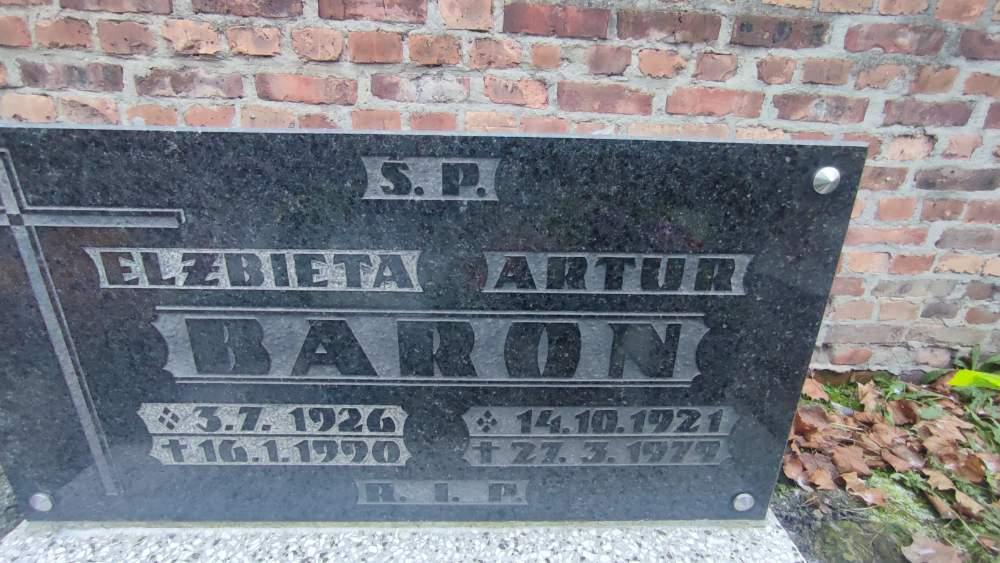 Ś. P.
ELŻBIETA ARTUR
BARON
3.7. 1926 14.10.1921
✝16.1.1990 ✝ 27. 3. 1979
R. I. P.